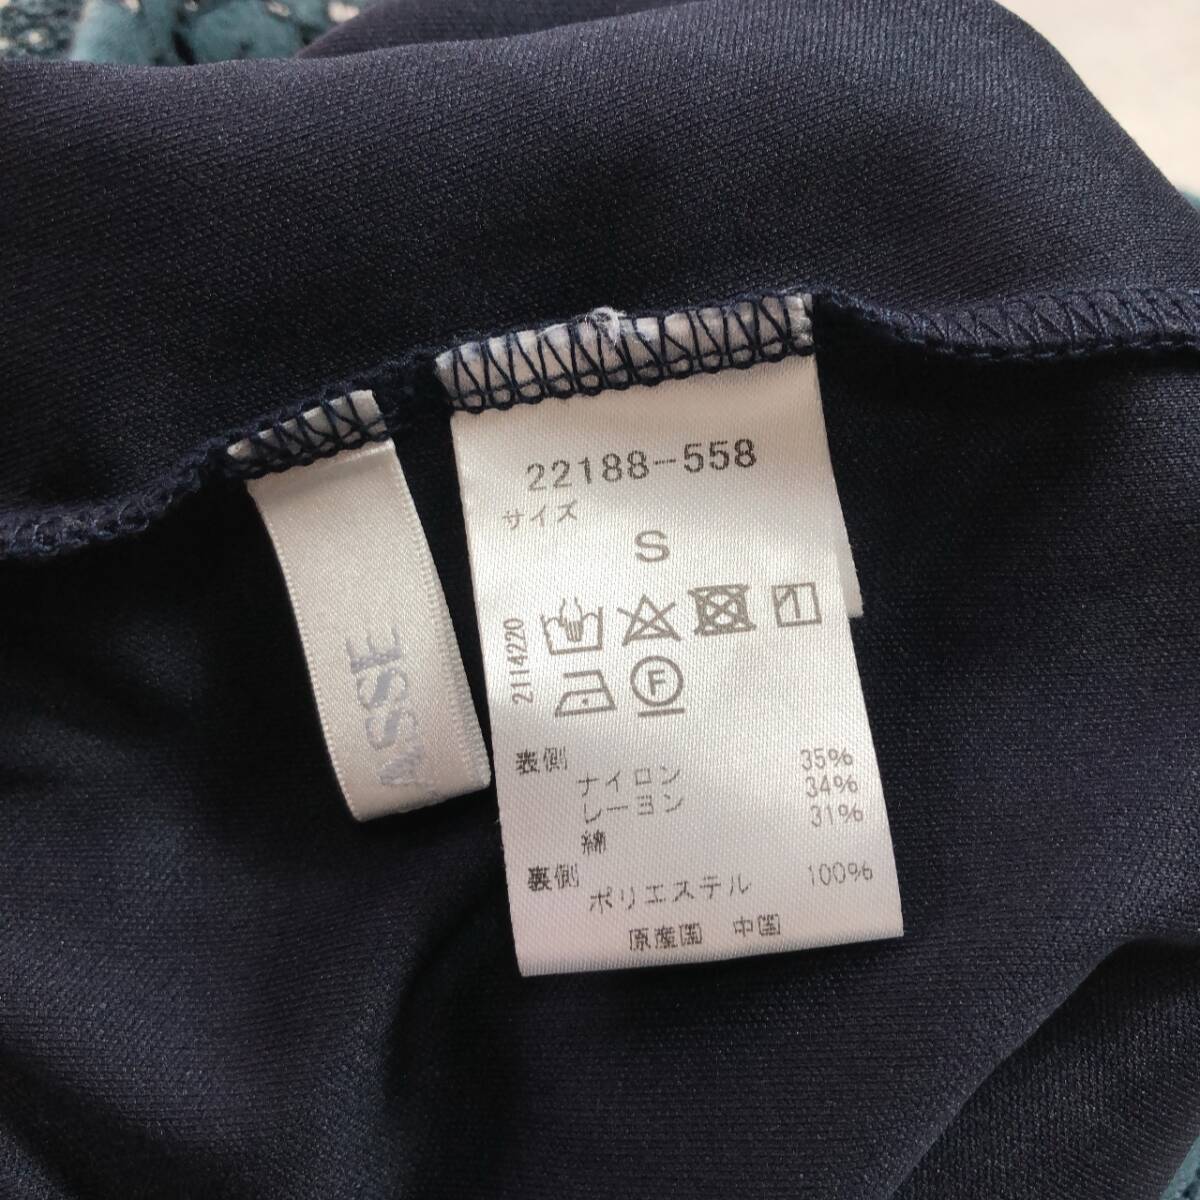 22188-558
サイズ
S
2114220
F
表側
ナイロン 35%
レーヨン 34%
綿 31%
裏側
ポリエステル 100%
原産国 中国
ASSE